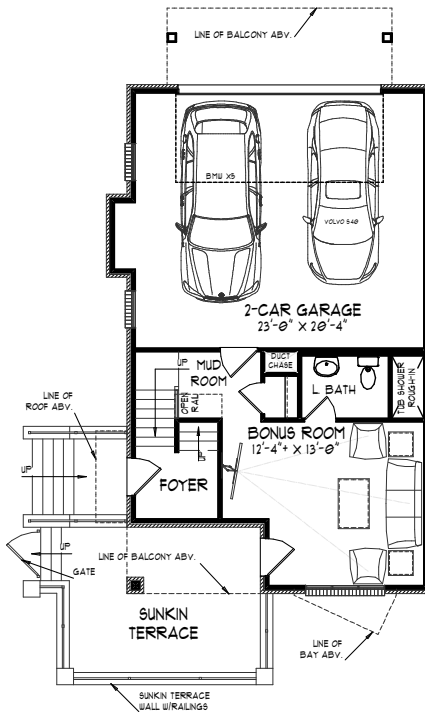 LINE OF BALCONY ABV.
BMW X5
VOLVO S40
2-CAR GARAGE
23'-0" X 20'-4"
UP
MUD
ROOM
DUCT
CHASE
L. BATH
TUB SHOWER
ROUGH-IN
OPEN
RAIL
LINE OF
ROOF ABV.
BONUS ROOM
12'-4"+ X 13'-0"
UP
UP
FOYER
UP
LINE OF BALCONY ABV.
GATE
SUNKIN
TERRACE
LINE OF
BAY ABV.
SUNKIN TERRACE
WALL W/RAILINGS